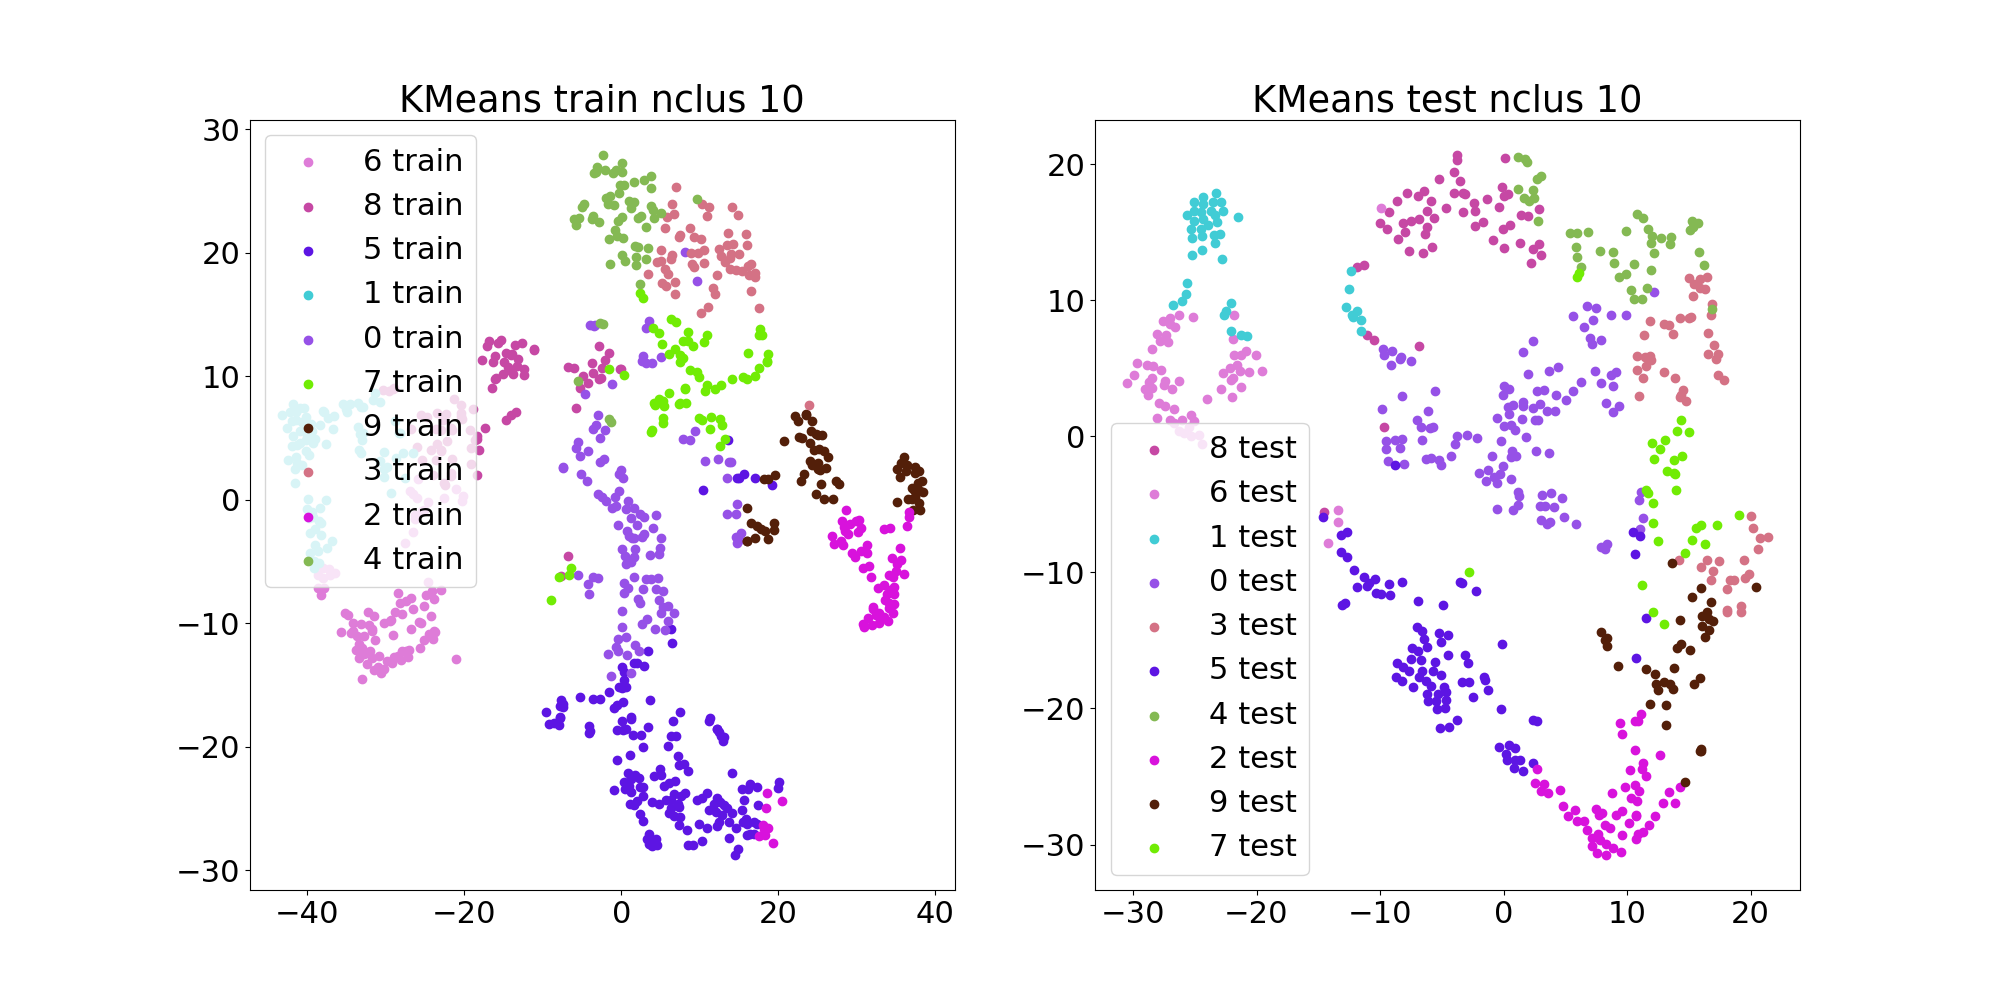 KMeans train nclus 10
30
20
10
0
−10
−20
−30
−40
−20
0
20
40
6 train
8 train
5 train
1 train
0 train
7 train
9 train
3 train
2 train
4 train
KMeans test nclus 10
20
10
0
−10
−20
−30
−30
−20
−10
0
10
20
8 test
6 test
1 test
0 test
3 test
5 test
4 test
2 test
9 test
7 test